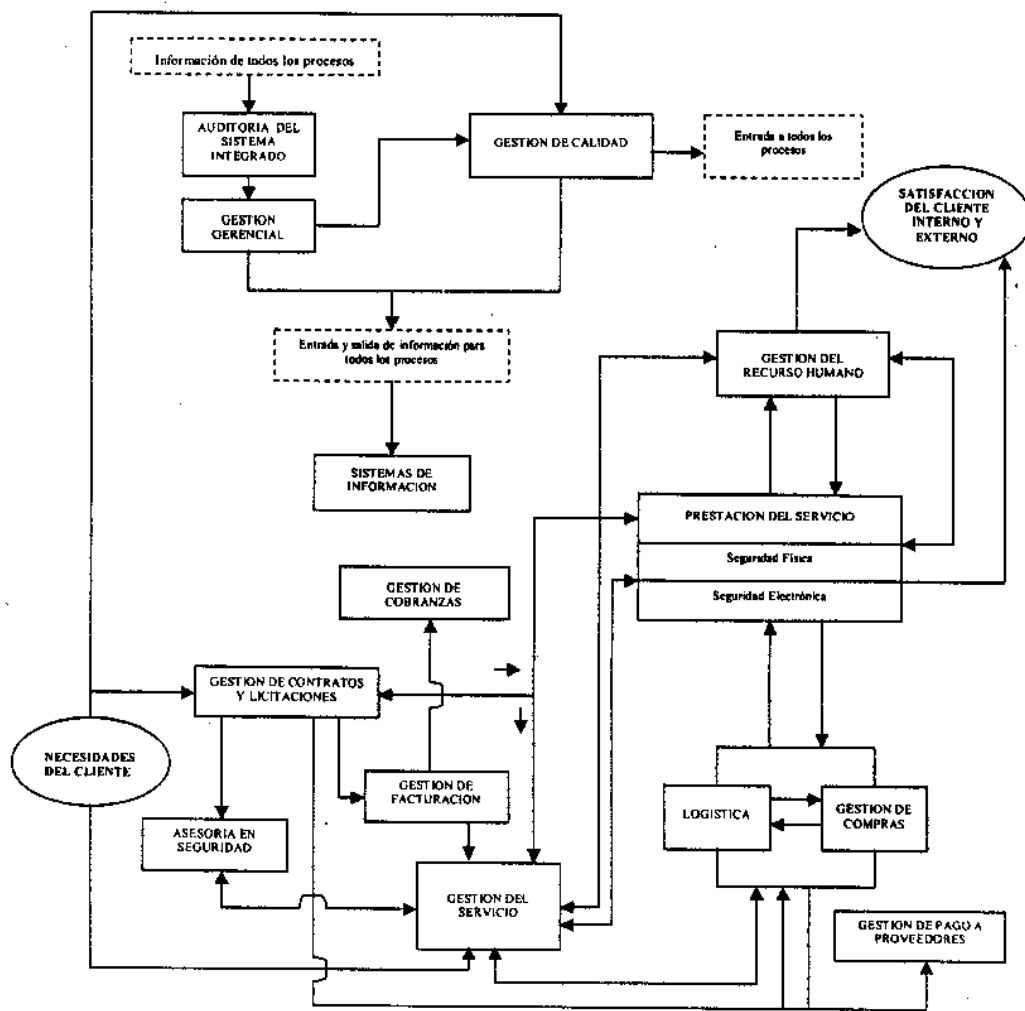 Información de todos los procesos
AUDITORIA DEL
SISTEMA
INTEGRADO
GESTION DE CALIDAD
Entrada a todos los
procesos
GESTION
GERENCIAL
SATISFACCION
DEL CLIENTE
INTERNO Y
EXTERNO
Entrada y salida de información para
todos los procesos
GESTION DEL
RECURSO HUMANO
SISTEMAS DE
INFORMACION
PRESTACION DEL SERVICIO
Seguridad Física
Seguridad Electrónica
GESTION DE
COBRANZAS
GESTION DE CONTRATOS
Y LICITACIONES
NECESIDADES
DEL CLIENTE
GESTION DE
FACTURACION
LOGISTICA
GESTION DE
COMPRAS
ASESORIA EN
SEGURIDAD
GESTION DEL
SERVICIO
GESTION DE PAGO A
PROVEEDORES